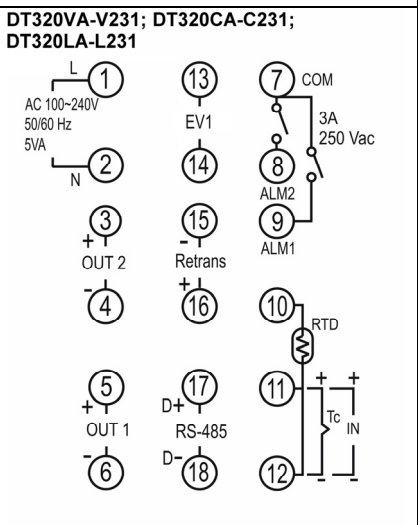 DT320VA-V231; DT320CA-C231;
DT320LA-L231
L 1 13 7 COM
AC 100~240V
50/60 Hz
5VA
EV1
3A
250 Vac
N 2 14 8
ALM2
3 15 9
+ - ALM1
OUT 2 Retrans
- +
4 16 10
RTD
5 17 11 + +
+ D+
OUT 1 RS-485 Tc IN
- D-
6 18 12 - -